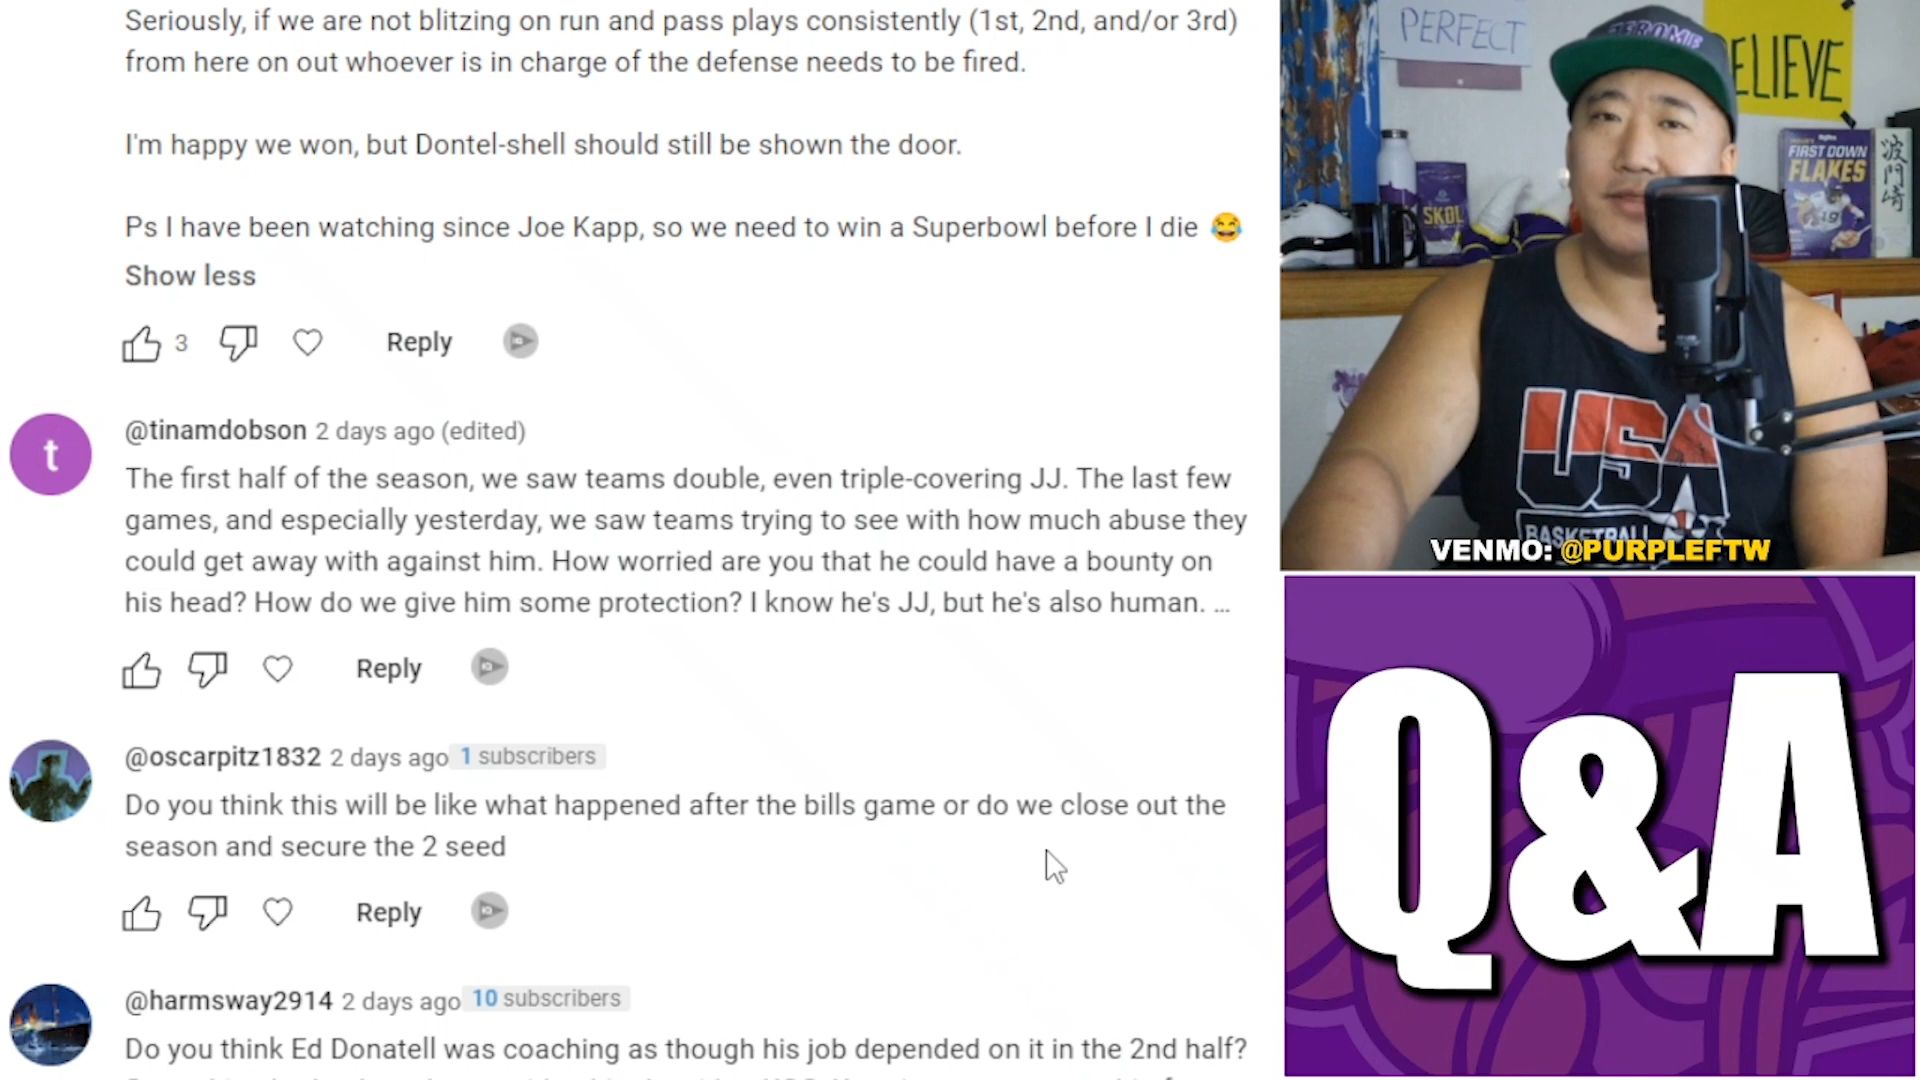 Seriously, if we are not blitzing on run and pass plays consistently (1st, 2nd, and/or 3rd)
from here on out whoever is in charge of the defense needs to be fired.
I'm happy we won, but Dontel-shell should still be shown the door.
Ps I have been watching since Joe Kapp, so we need to win a Superbowl before I die 😂
Show less
3 Reply
t
@tinamdobson 2 days ago (edited)
The first half of the season, we saw teams double, even triple-covering JJ. The last few
games, and especially yesterday, we saw teams trying to see with how much abuse they
could get away with against him. How worried are you that he could have a bounty on
his head? How do we give him some protection? I know he's JJ, but he's also human. ...
Reply
@oscarpitz1832 2 days ago 1 subscribers
Do you think this will be like what happened after the bills game or do we close out the
season and secure the 2 seed
Reply
@harmsway2914 2 days ago 10 subscribers
Do you think Ed Donatell was coaching as though his job depended on it in the 2nd half?
PERFECT
ELIEVE
FIRST DOWN
FLAKES
19
SKOL
USA
BASKETBALL
VENMO: @PURPLEFTW
Q&A